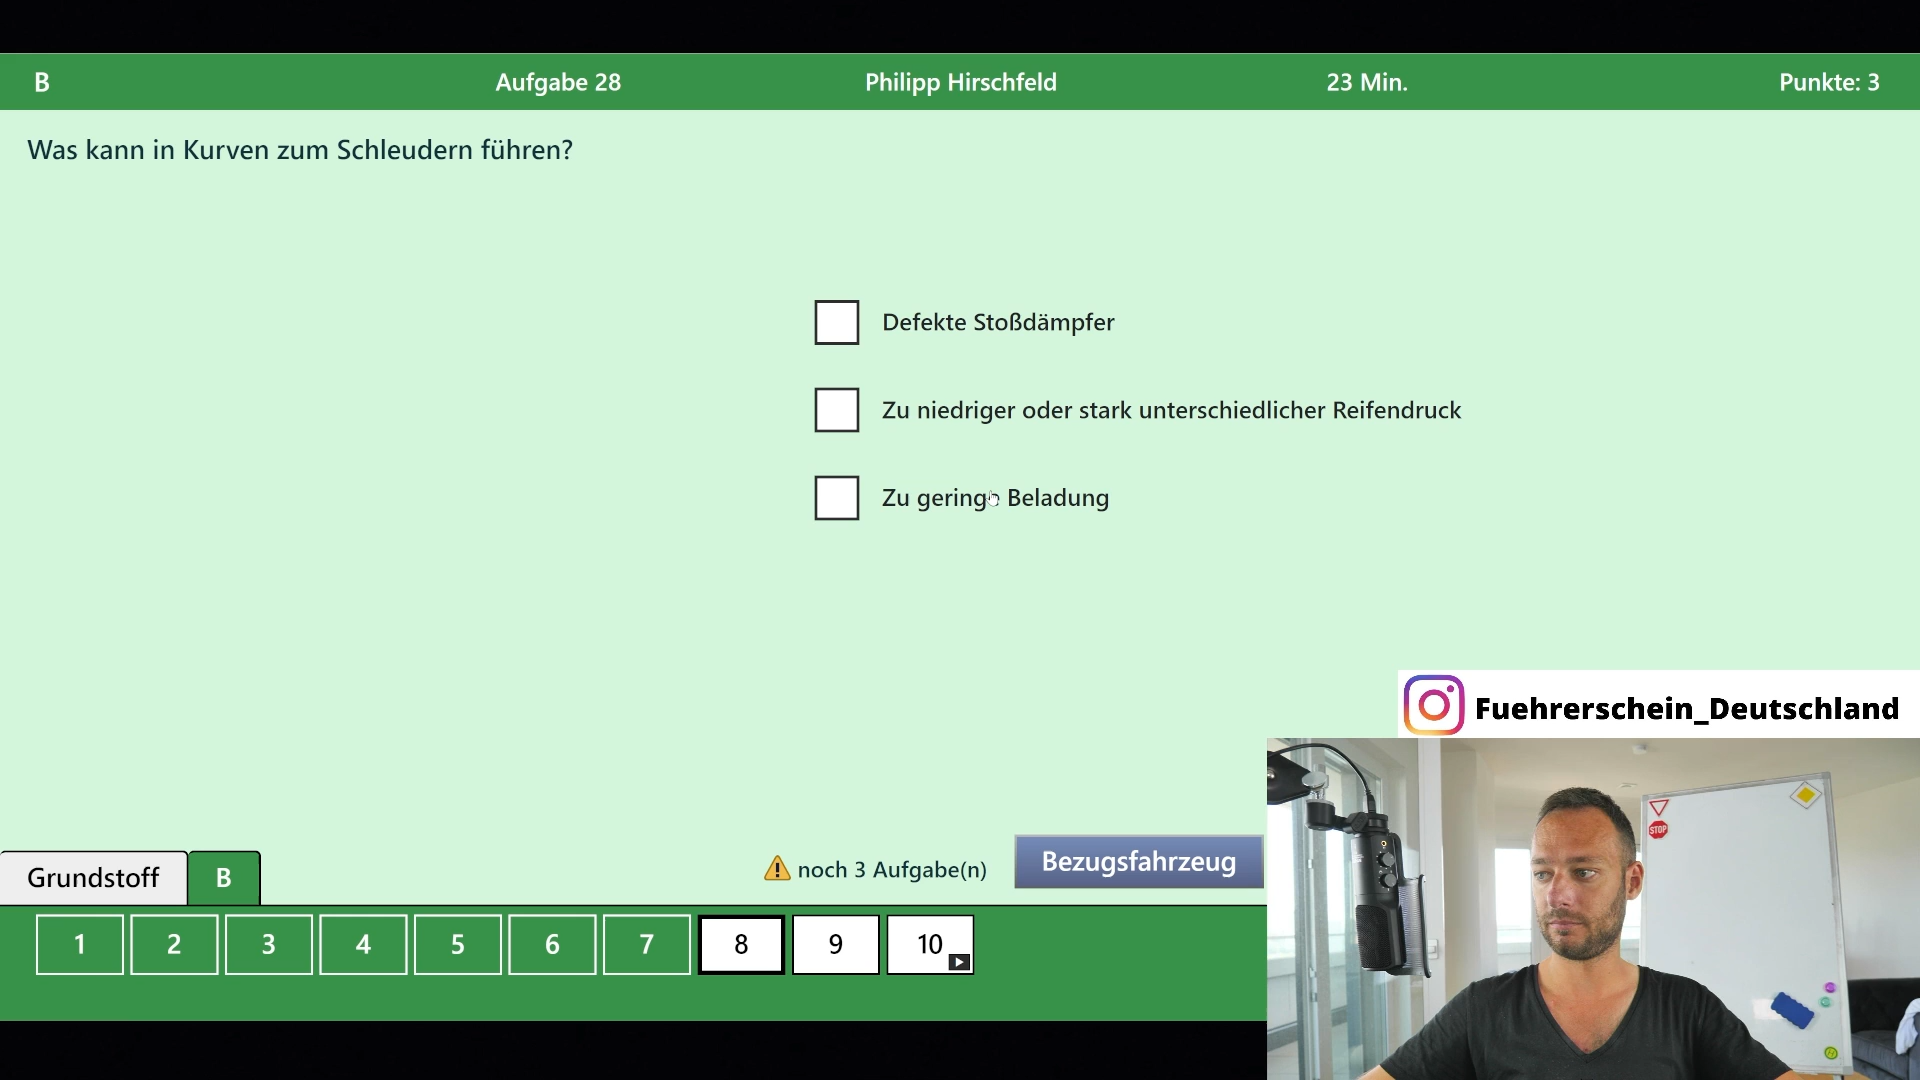 B
Aufgabe 28
Philipp Hirschfeld
23 Min.
Punkte: 3
Was kann in Kurven zum Schleudern führen?
Defekte Stoßdämpfer
Zu niedriger oder stark unterschiedlicher Reifendruck
Zu geringe Beladung
Fuehrerschein_Deutschland
STOP
noch 3 Aufgabe(n)
Bezugsfahrzeug
Grundstoff
B
1 2 3 4 5 6 7 8 9 10